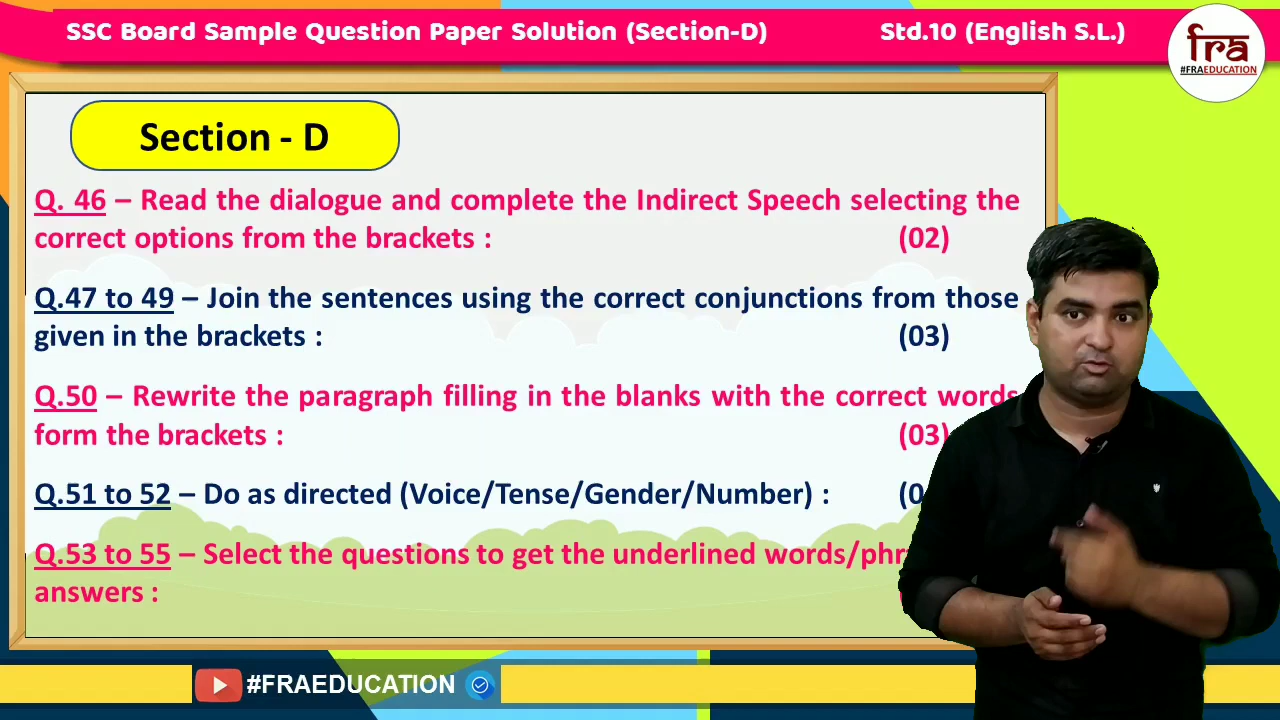 SSC Board Sample Question Paper Solution (Section-D) Std.10 (English S.L.)
fra
#FRAEDUCATION
Section - D
Q. 46 – Read the dialogue and complete the Indirect Speech selecting the
correct options from the brackets : (02)
Q.47 to 49 – Join the sentences using the correct conjunctions from those
given in the brackets : (03)
Q.50 – Rewrite the paragraph filling in the blanks with the correct words
form the brackets : (03)
Q.51 to 52 – Do as directed (Voice/Tense/Gender/Number) :
Q.53 to 55 – Select the questions to get the underlined
answers :
#FRAEDUCATION